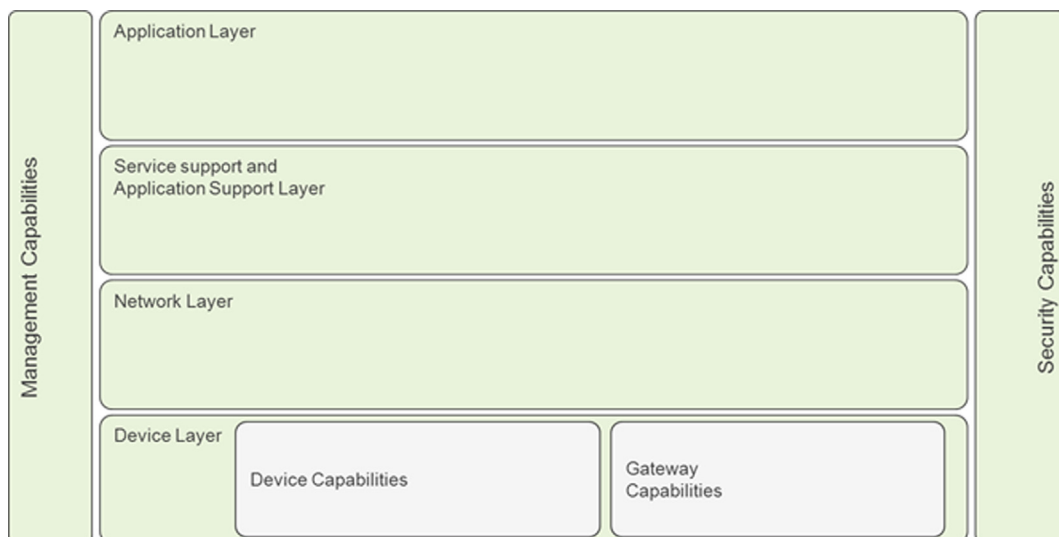 Management Capabilities
Application Layer
Service support and
Application Support Layer
Network Layer
Device Layer
Device Capabilities
Gateway
Capabilities
Security Capabilities